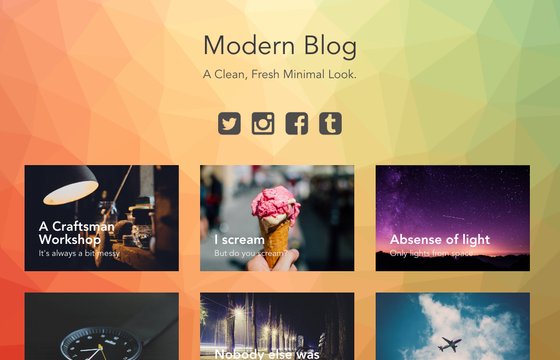 Modern Blog
A Clean, Fresh Minimal Look.
A Craftsman
Workshop
It's always a bit messy
I scream
But do you scream?
Absense of light
Only lights from space..
Nobody else was